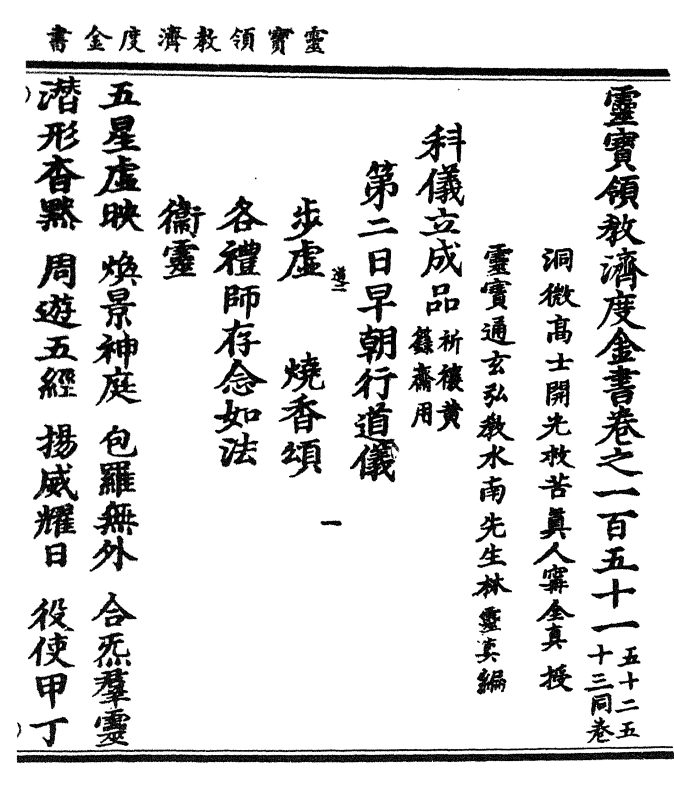 靈寶領教濟度金書
靈寶領教濟度金書卷之一百五十一 五十二五十三同卷
洞微高士開光救苦眞人甯全真 授
靈寶通玄弘教水南先生林靈真編
科儀立成品 祈禳黄籙齋用
第二日早朝行道儀
步虛 燒香頌
各禮師存念如法
衞靈
五星虛映 煥景神庭 包羅無外 合炁羣靈
潛形杳黙 周遊五經 揚威耀日 役使甲丁
一